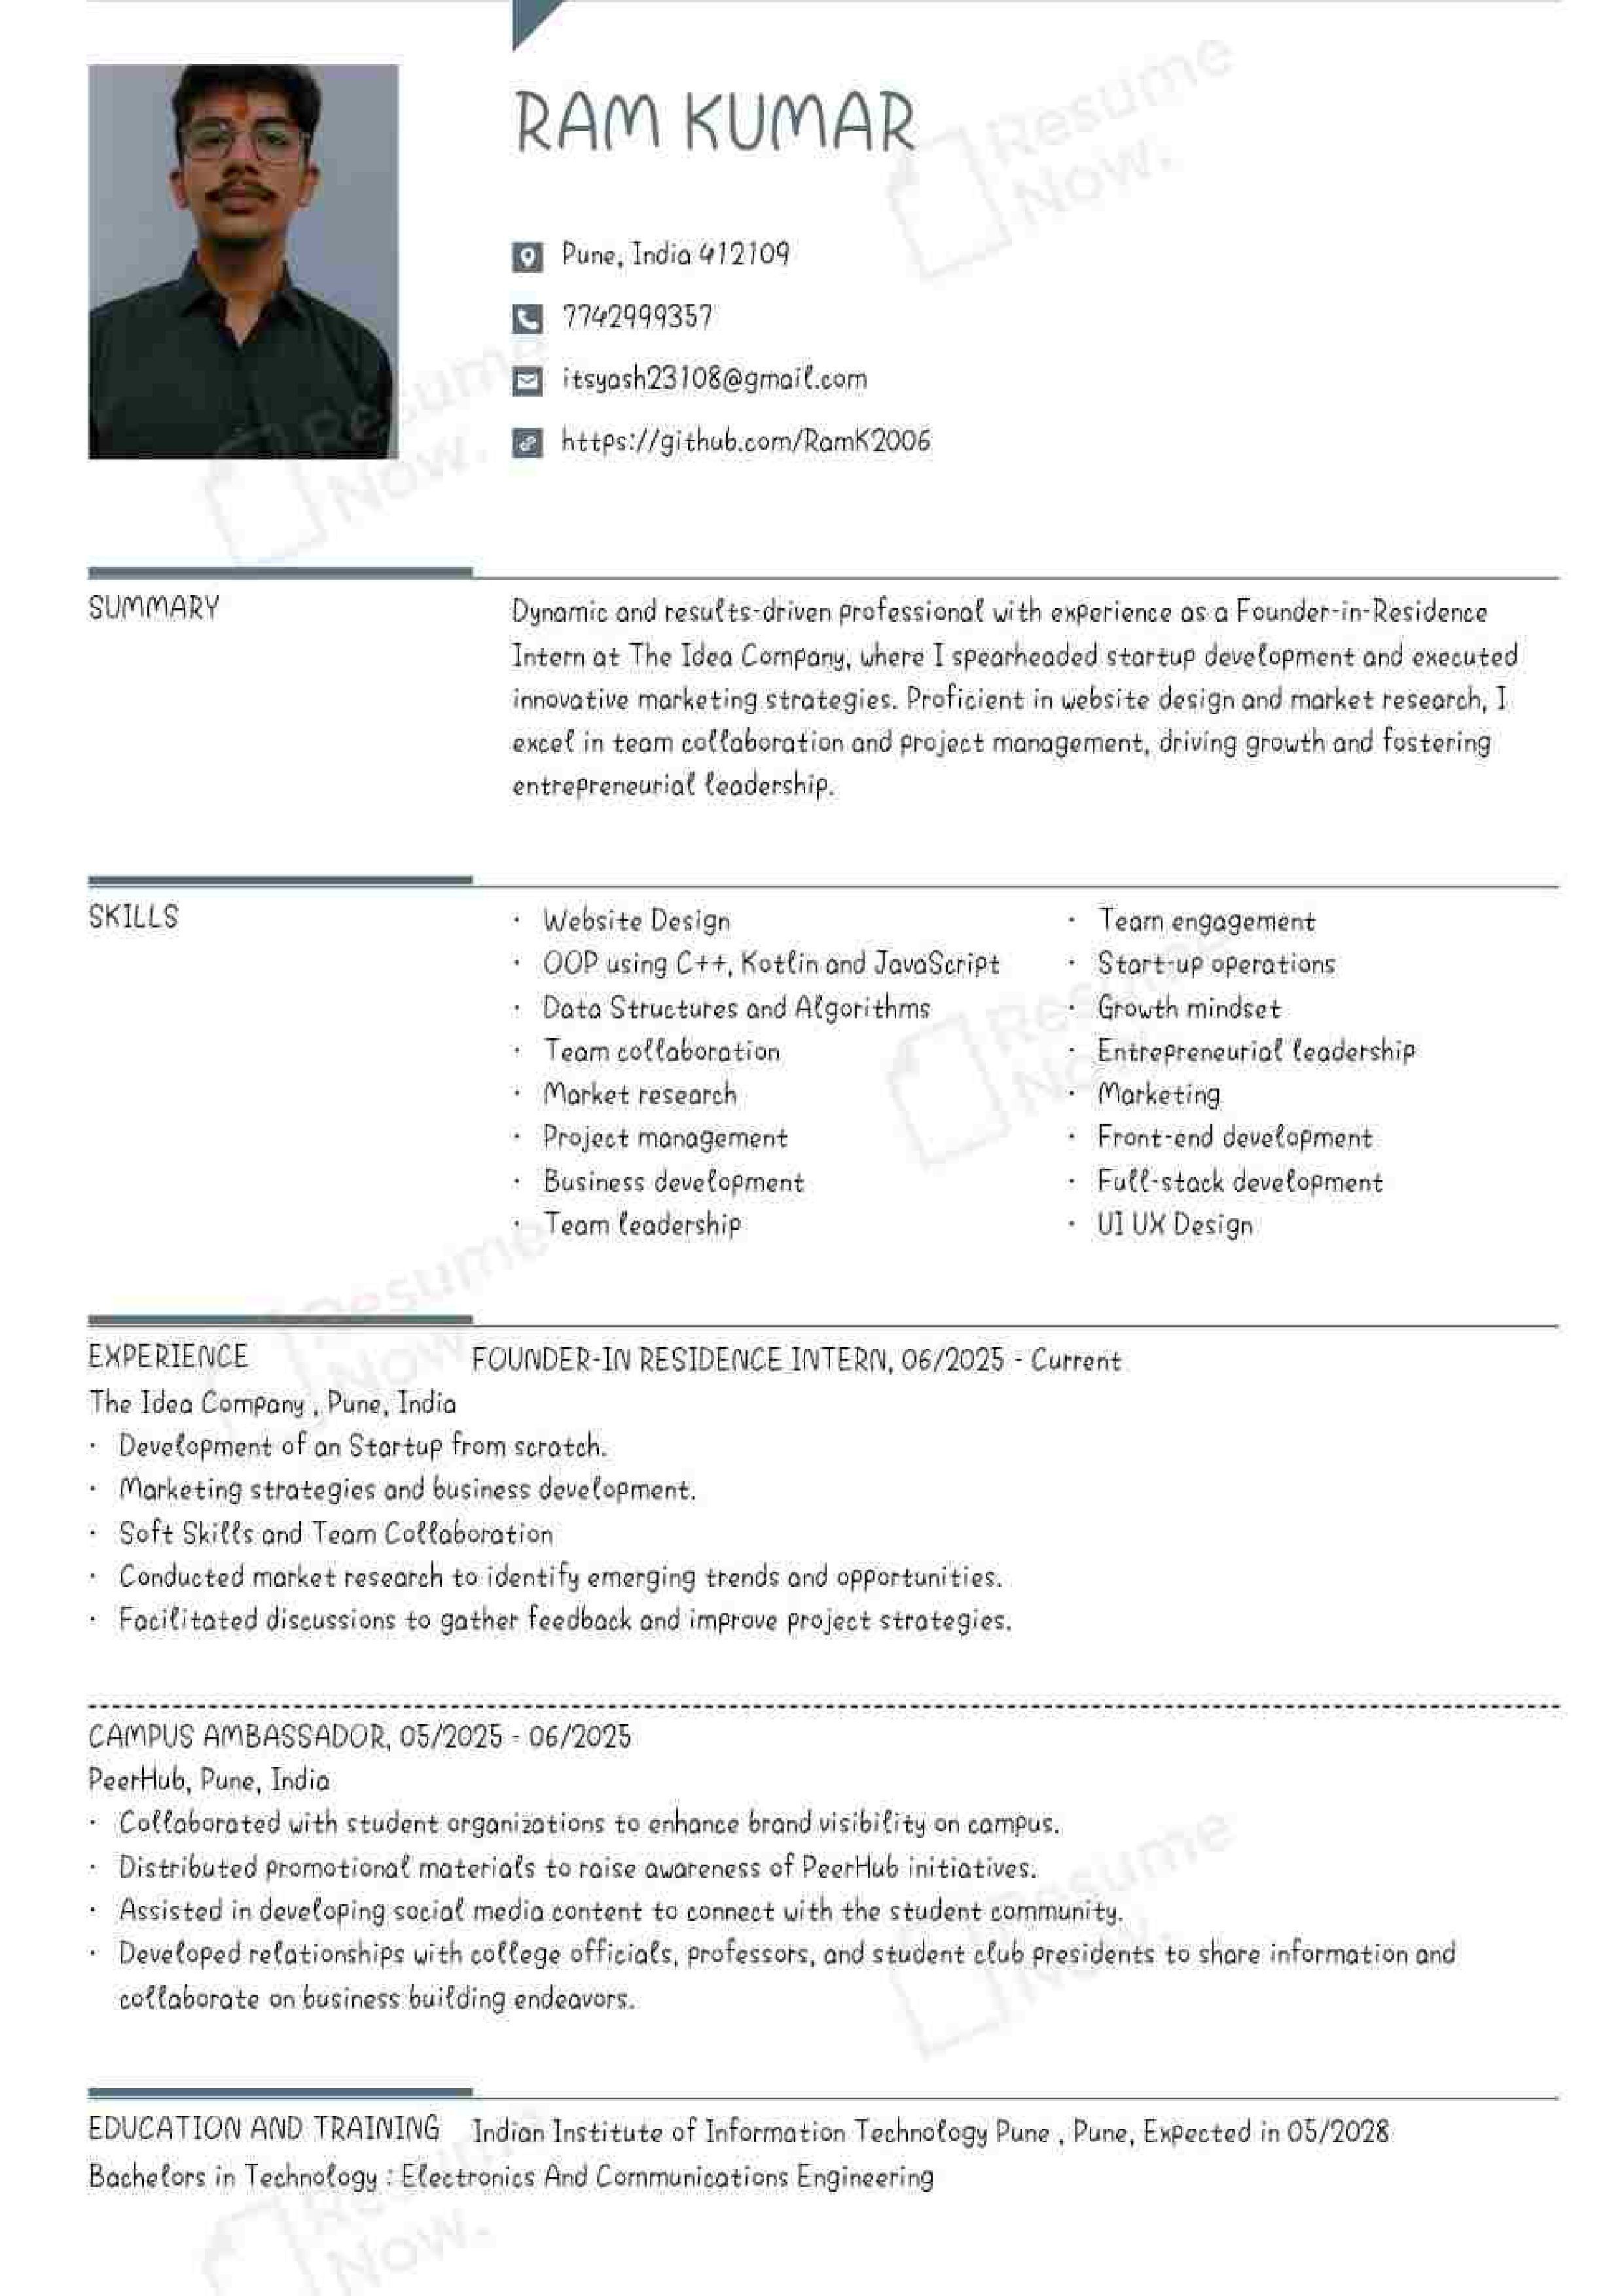 RAM KUMAR
Pune, India 412109
7742999357
itsyash23108@gmail.com
https://github.com/RamK2006
SUMMARY
Dynamic and results-driven professional with experience as a Founder-in-Residence
Intern at The Idea Company, where I spearheaded startup development and executed
innovative marketing strategies. Proficient in website design and market research, I
excel in team collaboration and project management, driving growth and fostering
entrepreneurial leadership.
SKILLS
· Website Design
· OOP using C++, Kotlin and JavaScript
· Data Structures and Algorithms
· Team collaboration
· Market research
· Project management
· Business development
· Team leadership
· Team engagement
· Start-up operations
· Growth mindset
· Entrepreneurial leadership
· Marketing
· Front-end development
· Full-stack development
· UI UX Design
EXPERIENCE FOUNDER-IN RESIDENCE INTERN, 06/2025 - Current
The Idea Company , Pune, India
· Development of an Startup from scratch.
· Marketing strategies and business development.
· Soft Skills and Team Collaboration
· Conducted market research to identify emerging trends and opportunities.
· Facilitated discussions to gather feedback and improve project strategies.
CAMPUS AMBASSADOR, 05/2025 - 06/2025
PeerHub, Pune, India
· Collaborated with student organizations to enhance brand visibility on campus.
· Distributed promotional materials to raise awareness of PeerHub initiatives.
· Assisted in developing social media content to connect with the student community.
· Developed relationships with college officials, professors, and student club presidents to share information and
collaborate on business building endeavors.
EDUCATION AND TRAINING Indian Institute of Information Technology Pune , Pune, Expected in 05/2028
Bachelors in Technology : Electronics And Communications Engineering
Resume
Now.
Resume
Now.
Resume
Now.
Resume
Now.
Resume
Now.
Resume
Now.